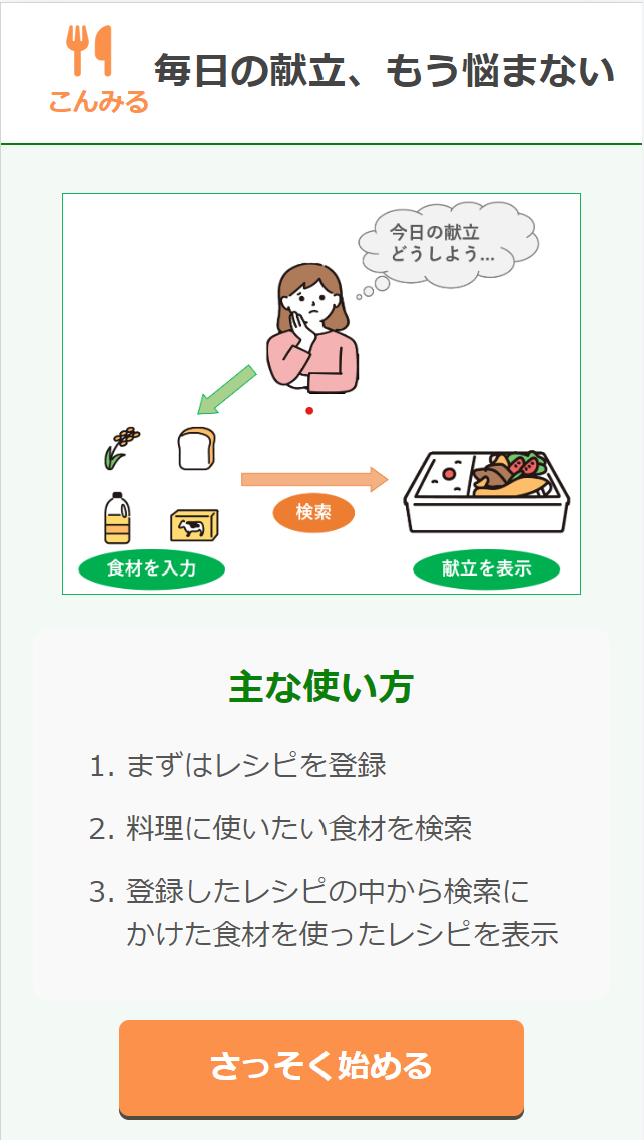 こんみる
毎日の献立、もう悩まない
今日の献立
どうしよう...
検索
食材を入力
献立を表示
主な使い方
1. まずはレシピを登録
2. 料理に使いたい食材を検索
3. 登録したレシピの中から検索に
かけた食材を使ったレシピを表示
さっそく始める